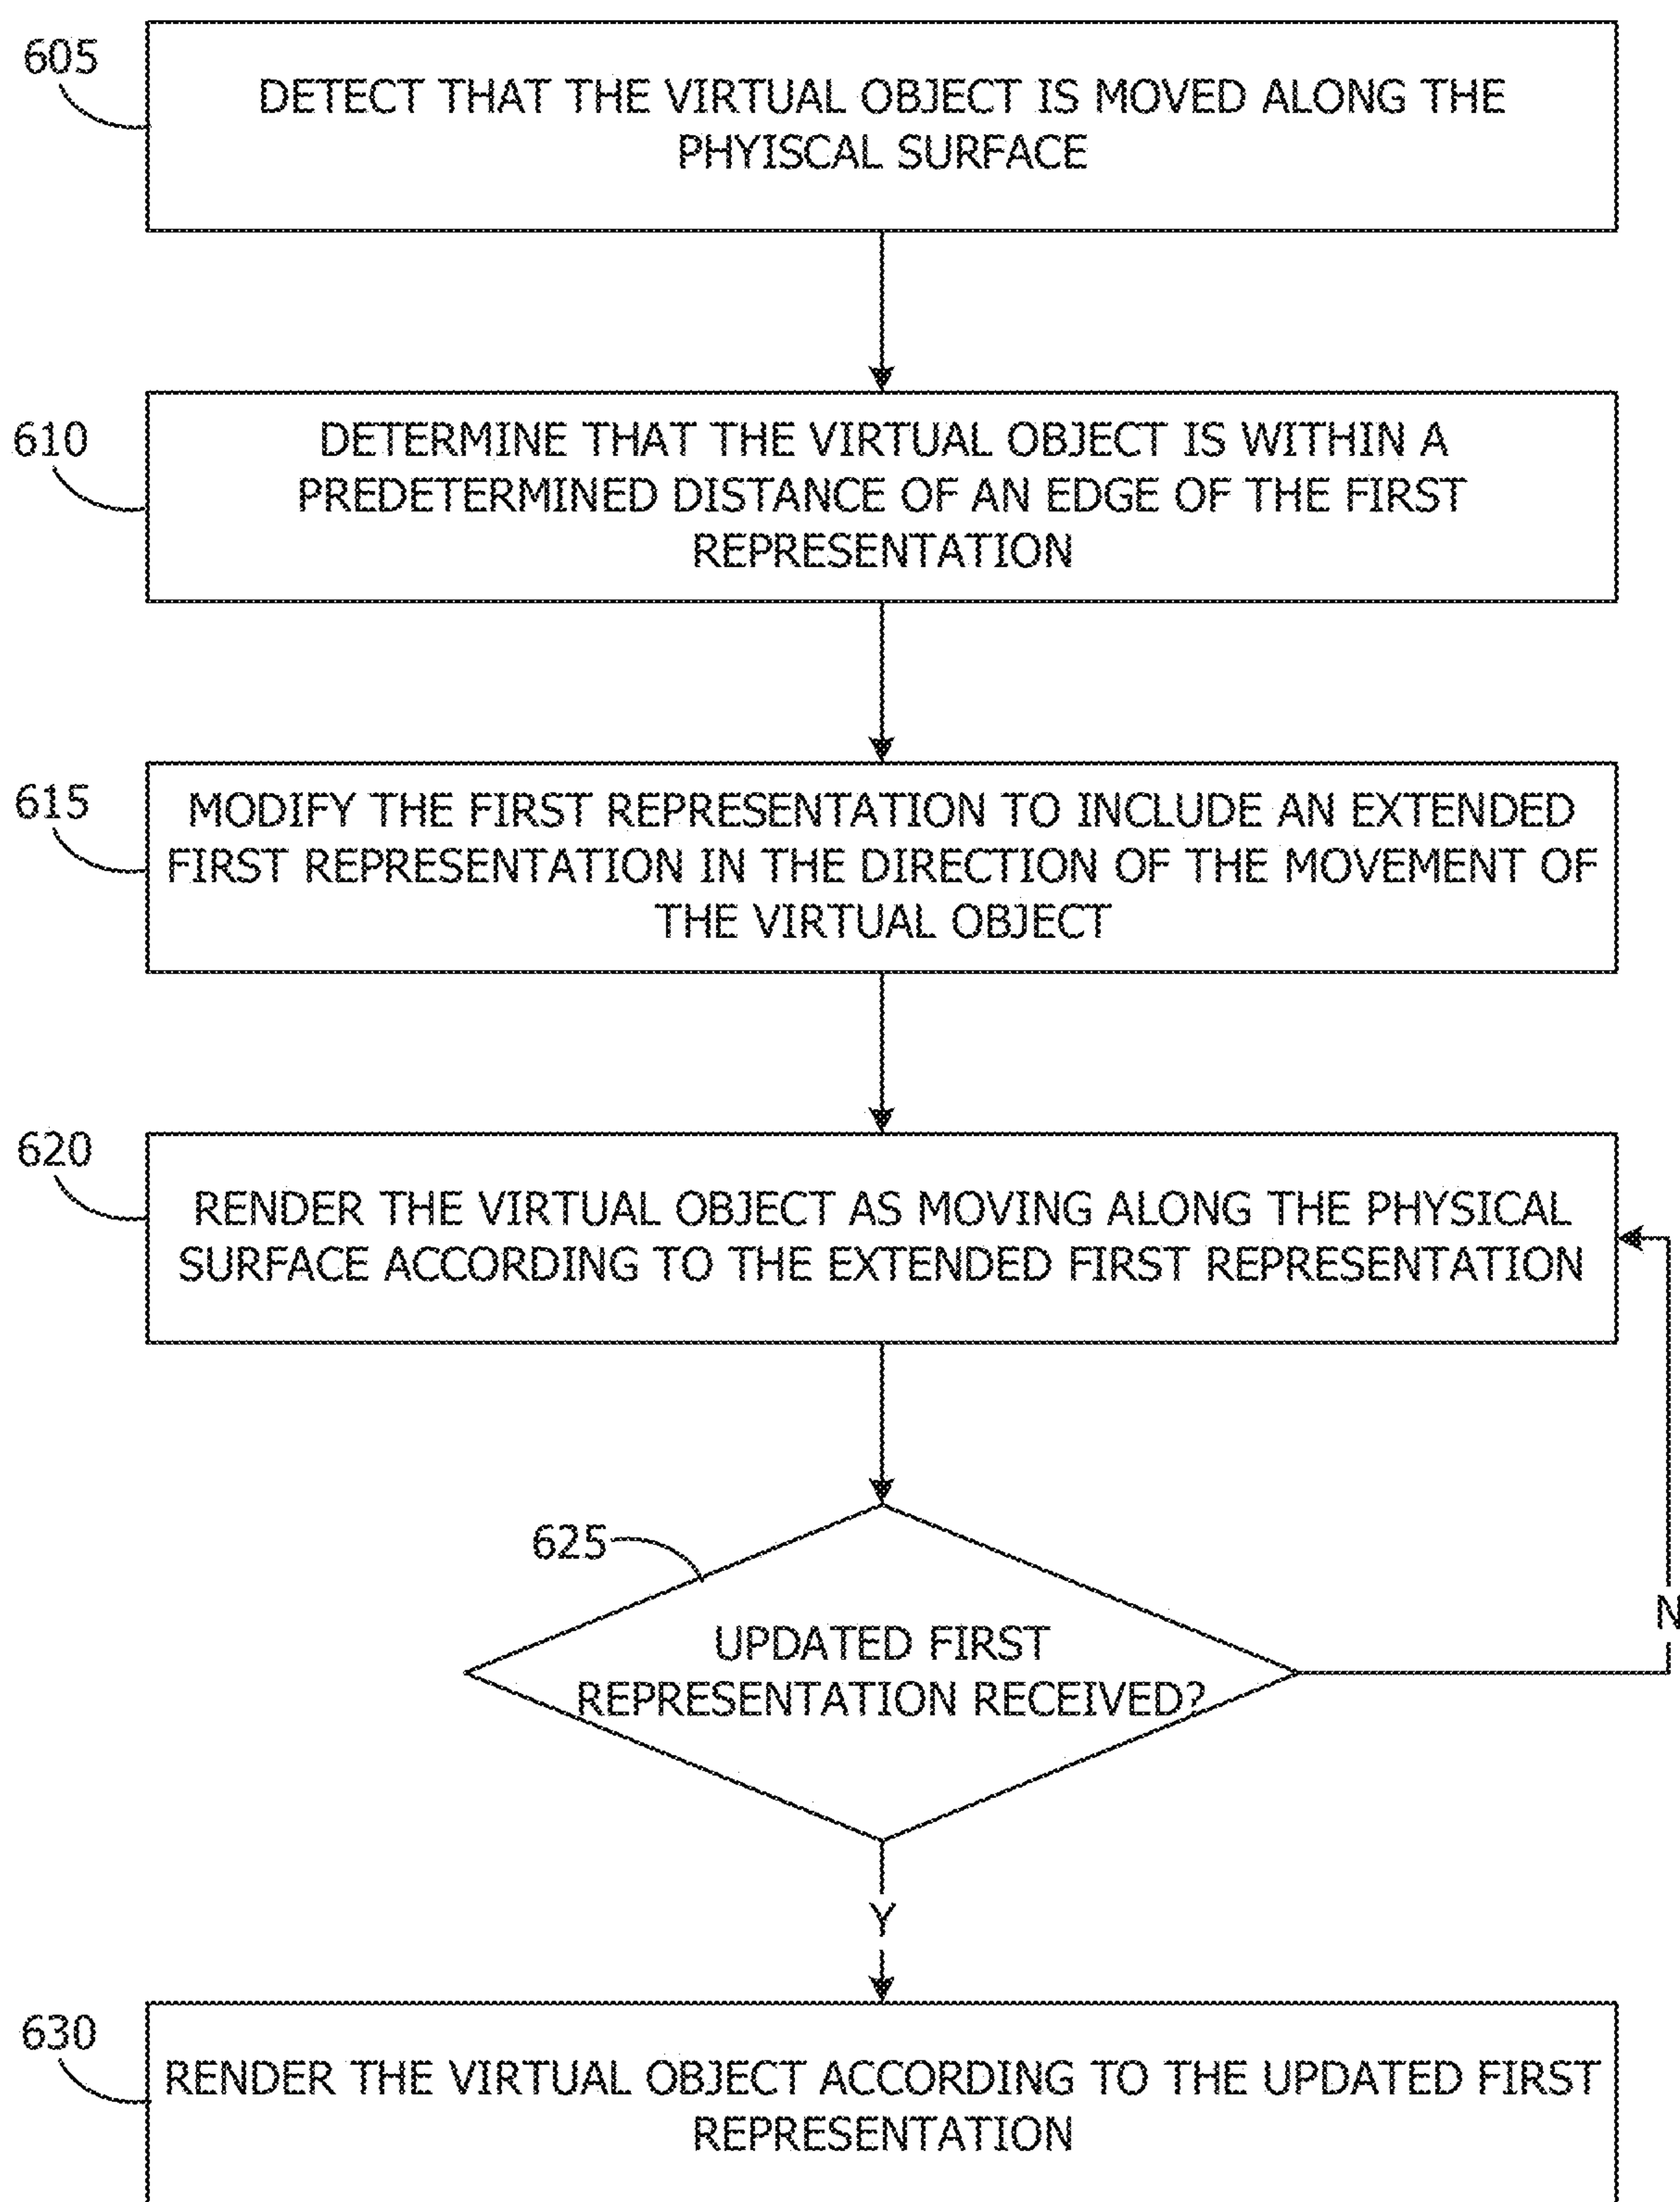 605
DETECT THAT THE VIRTUAL OBJECT IS MOVED ALONG THE
PHYISCAL SURFACE
610
DETERMINE THAT THE VIRTUAL OBJECT IS WITHIN A
PREDETERMINED DISTANCE OF AN EDGE OF THE FIRST
REPRESENTATION
615
MODIFY THE FIRST REPRESENTATION TO INCLUDE AN EXTENDED
FIRST REPRESENTATION IN THE DIRECTION OF THE MOVEMENT OF
THE VIRTUAL OBJECT
620
RENDER THE VIRTUAL OBJECT AS MOVING ALONG THE PHYSICAL
SURFACE ACCORDING TO THE EXTENDED FIRST REPRESENTATION
625
UPDATED FIRST
REPRESENTATION RECEIVED?
N
Y
630
RENDER THE VIRTUAL OBJECT ACCORDING TO THE UPDATED FIRST
REPRESENTATION